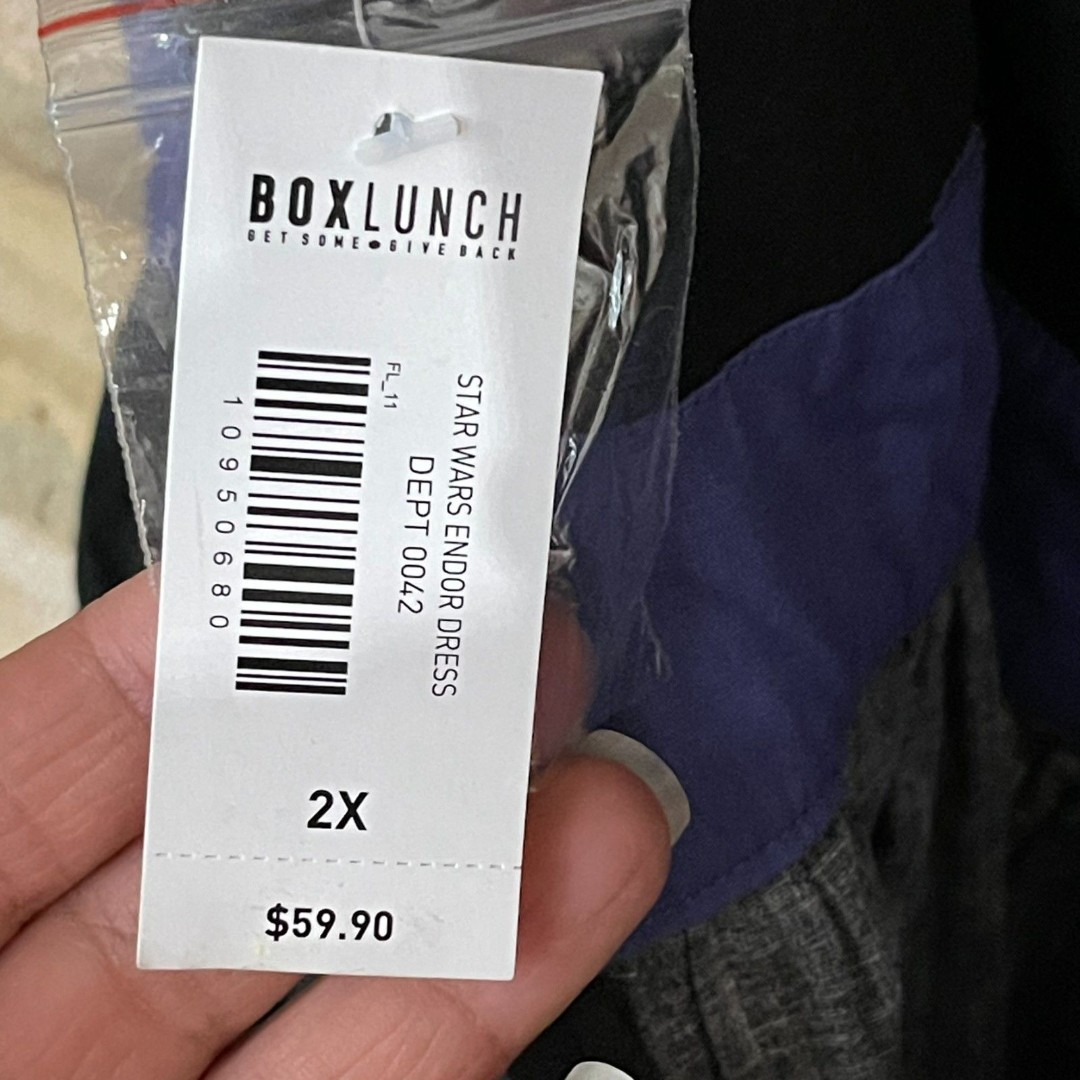 BOXLUNCH
GET SOME●GIVE BACK
STAR WARS ENDOR DRESS
DEPT 0042
FL_11
10950680
2X
$59.90